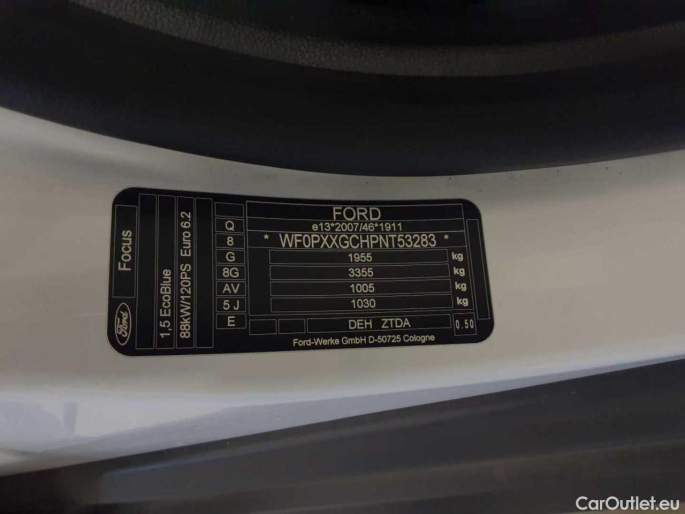 Focus
1,5 EcoBlue
88kW/120PS Euro 6.2
Ford
Q
8
G
8G
AV
5 J
E
FORD
e13*2007/46*1911
* WF0PXXGCHPNT53283 *
1955 kg
3355 kg
1005 kg
1030 kg
DEH ZTDA
0,50
Ford-Werke GmbH D-50725 Cologne
CarOutlet.eu